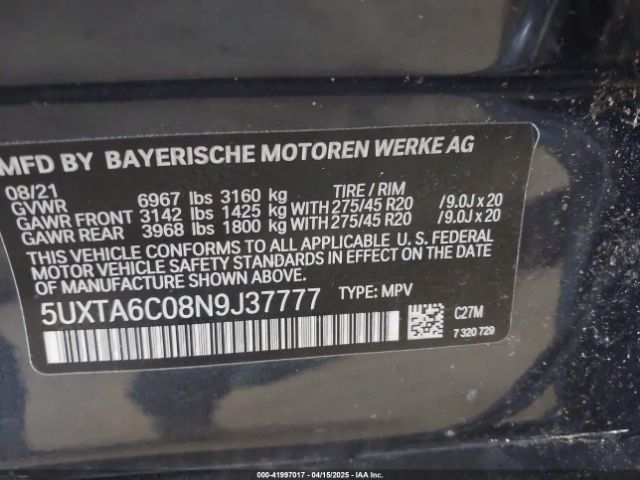 MFD BY BAYERISCHE MOTOREN WERKE AG
08/21 TIRE / RIM
GVWR 6967 lbs 3160 kg
GAWR FRONT 3142 lbs 1425 kg WITH 275/45 R20 /9.0J x 20
GAWR REAR 3968 lbs 1800 kg WITH 275/45 R20 /9.0J x 20
THIS VEHICLE CONFORMS TO ALL APPLICABLE U. S. FEDERAL
MOTOR VEHICLE SAFETY STANDARDS IN EFFECT ON THE DATE
OF MANUFACTURE SHOWN ABOVE.
5UXTA6C08N9J37777 TYPE: MPV
C27M
7 320 729
000-41997017 - 04/15/2025 - IAA Inc.